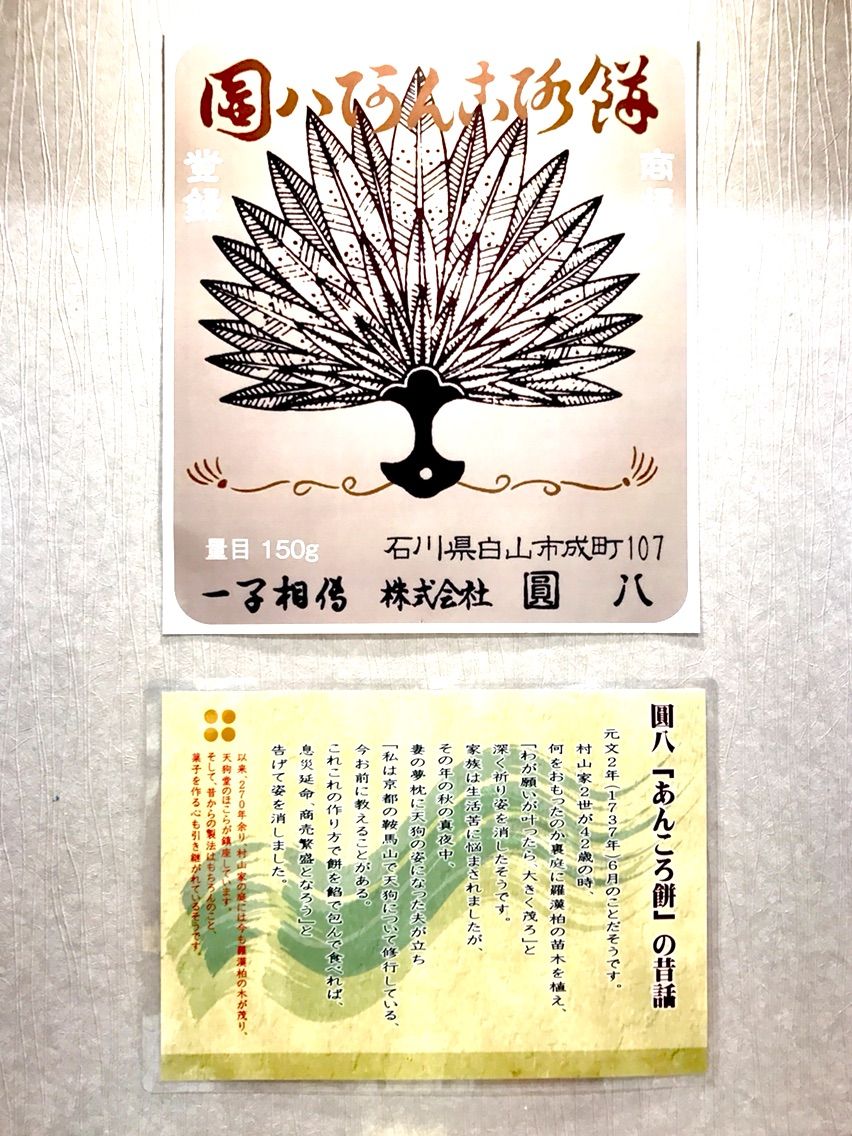 圓八あんころ餅
登録
商標
量目 150g
石川県白山市成町107
一子相傳 株式会社 圓八
圓八『あんころ餅』の昔話
元文2年(1737年)6月のことだそうです。
村山家2世が42歳の時、
何をおもったのか裏庭に羅漢柏の苗木を植え、
「わが願いが叶ったら、大きく茂ろ」と
深く祈り姿を消したそうです。
家族は生活苦に悩まされましたが、
その年の秋の真夜中、
妻の夢枕に天狗の姿になった夫が立ち
「私は京都の鞍馬山で天狗について修行している、
今お前に教えることがある。
これこれの作り方で餅を餡で包んで食べれば、
息災延命、商売繁盛となろう」と
告げて姿を消しました。
以来、270年余り、村山家の庭には今も羅漢柏の木が茂り、
天狗堂のほこらが鎮座しています。
そして、昔からの製法はもちろんのこと、
菓子を作る心も引き継がれているそうです。